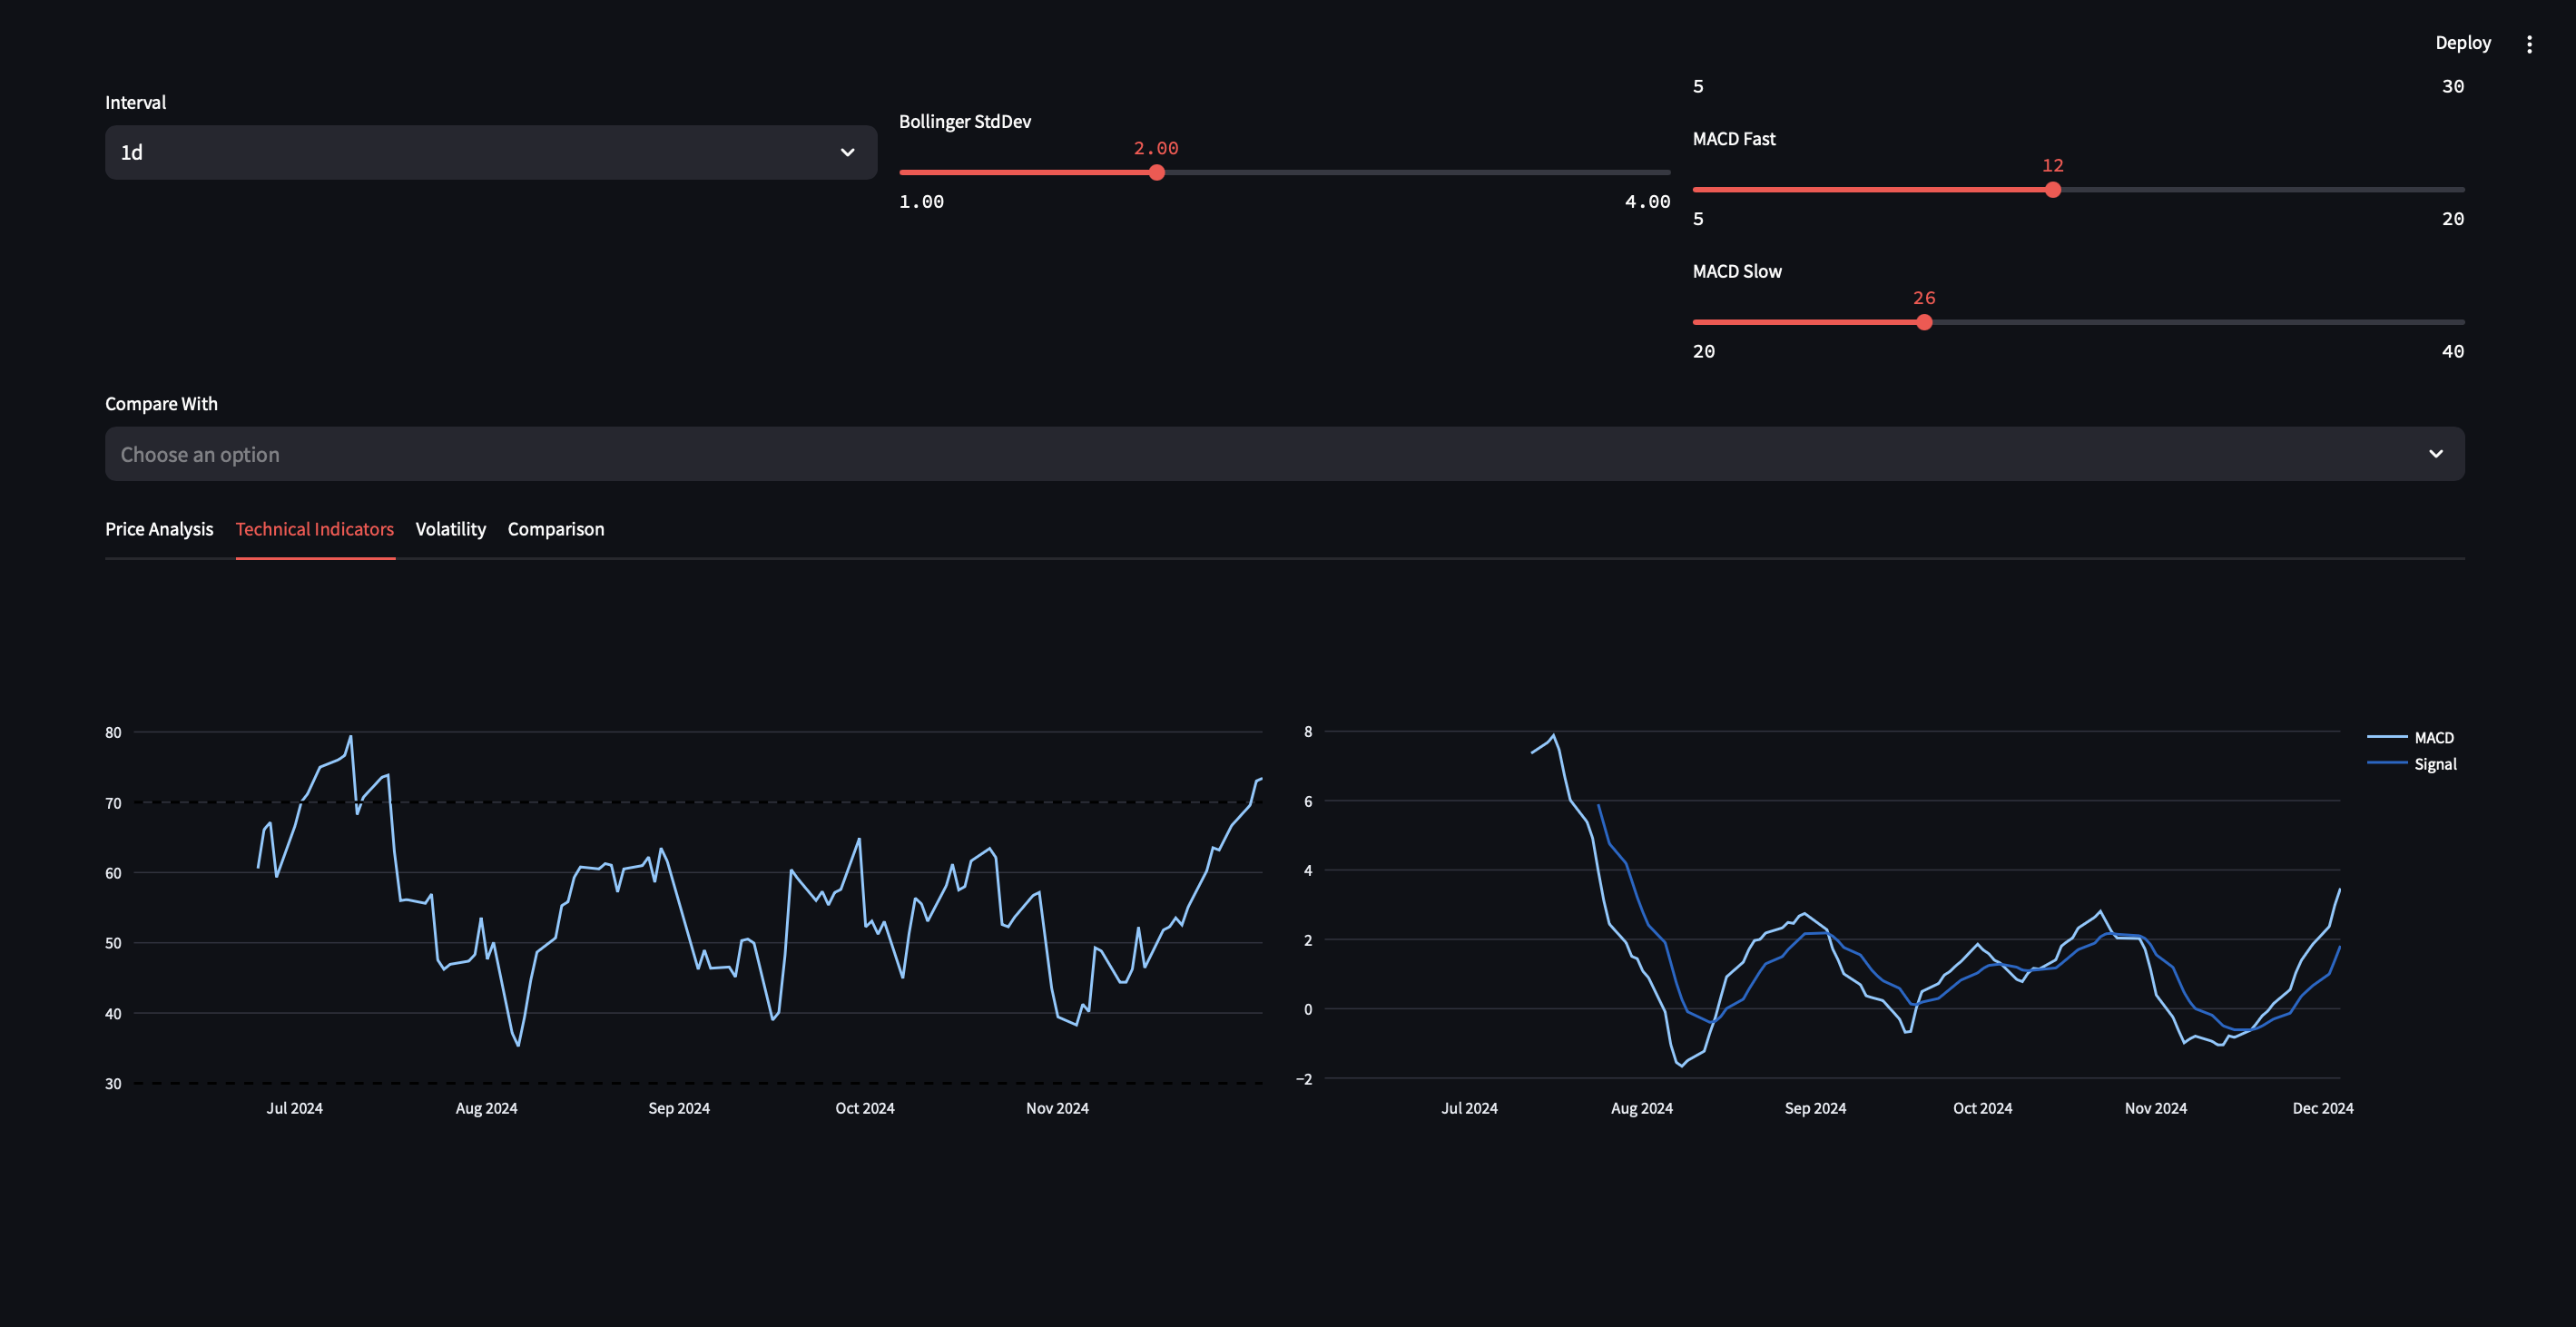 Deploy
Interval
1d
Bollinger StdDev
2.00
1.00 4.00
5 30
MACD Fast
12
5 20
MACD Slow
26
20 40
Compare With
Choose an option
Price Analysis Technical Indicators Volatility Comparison
80
70
60
50
40
30
Jul 2024 Aug 2024 Sep 2024 Oct 2024 Nov 2024
8
6
4
2
0
−2
Jul 2024 Aug 2024 Sep 2024 Oct 2024 Nov 2024 Dec 2024
MACD
Signal